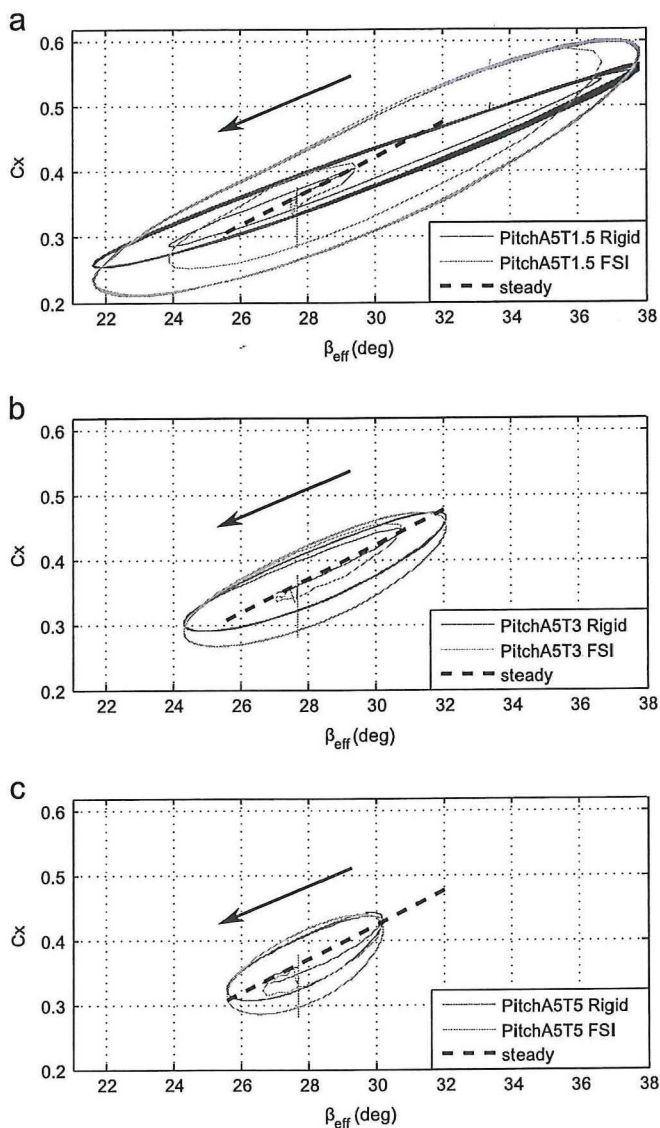 a
0.6
0.5
0.4
0.3
0.2
Cx
22 24 26 28 30 32 34 36 38
βeff (deg)
PitchA5T1.5 Rigid
PitchA5T1.5 FSI
steady
b
0.6
0.5
0.4
0.3
0.2
Cx
22 24 26 28 30 32 34 36 38
βeff (deg)
PitchA5T3 Rigid
PitchA5T3 FSI
steady
c
0.6
0.5
0.4
0.3
0.2
Cx
22 24 26 28 30 32 34 36 38
βeff (deg)
PitchA5T5 Rigid
PitchA5T5 FSI
steady